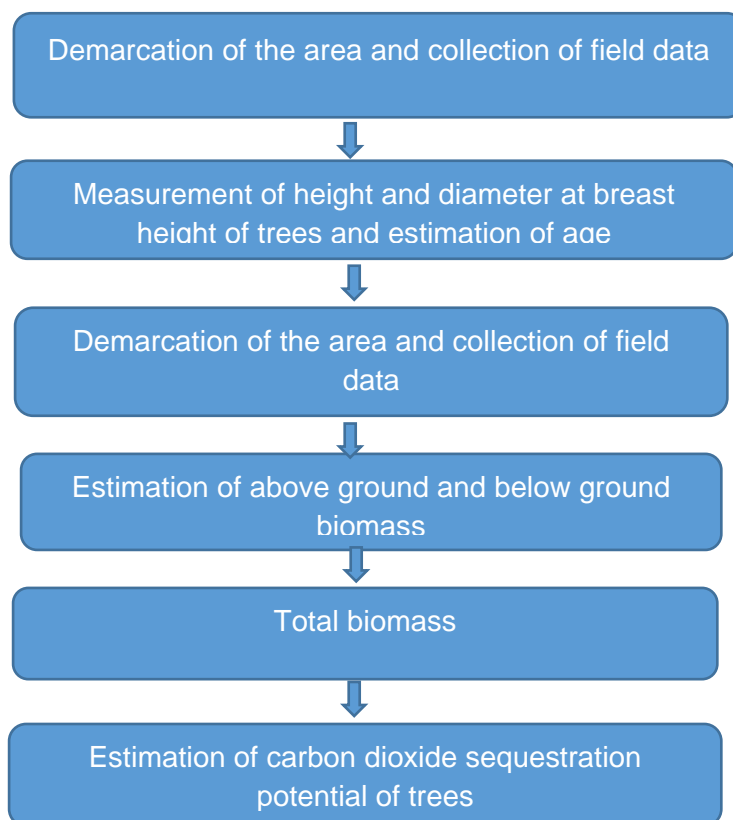 Demarcation of the area and collection of field data
Measurement of height and diameter at breast
height of trees and estimation of age
Demarcation of the area and collection of field
data
Estimation of above ground and below ground
biomass
Total biomass
Estimation of carbon dioxide sequestration
potential of trees